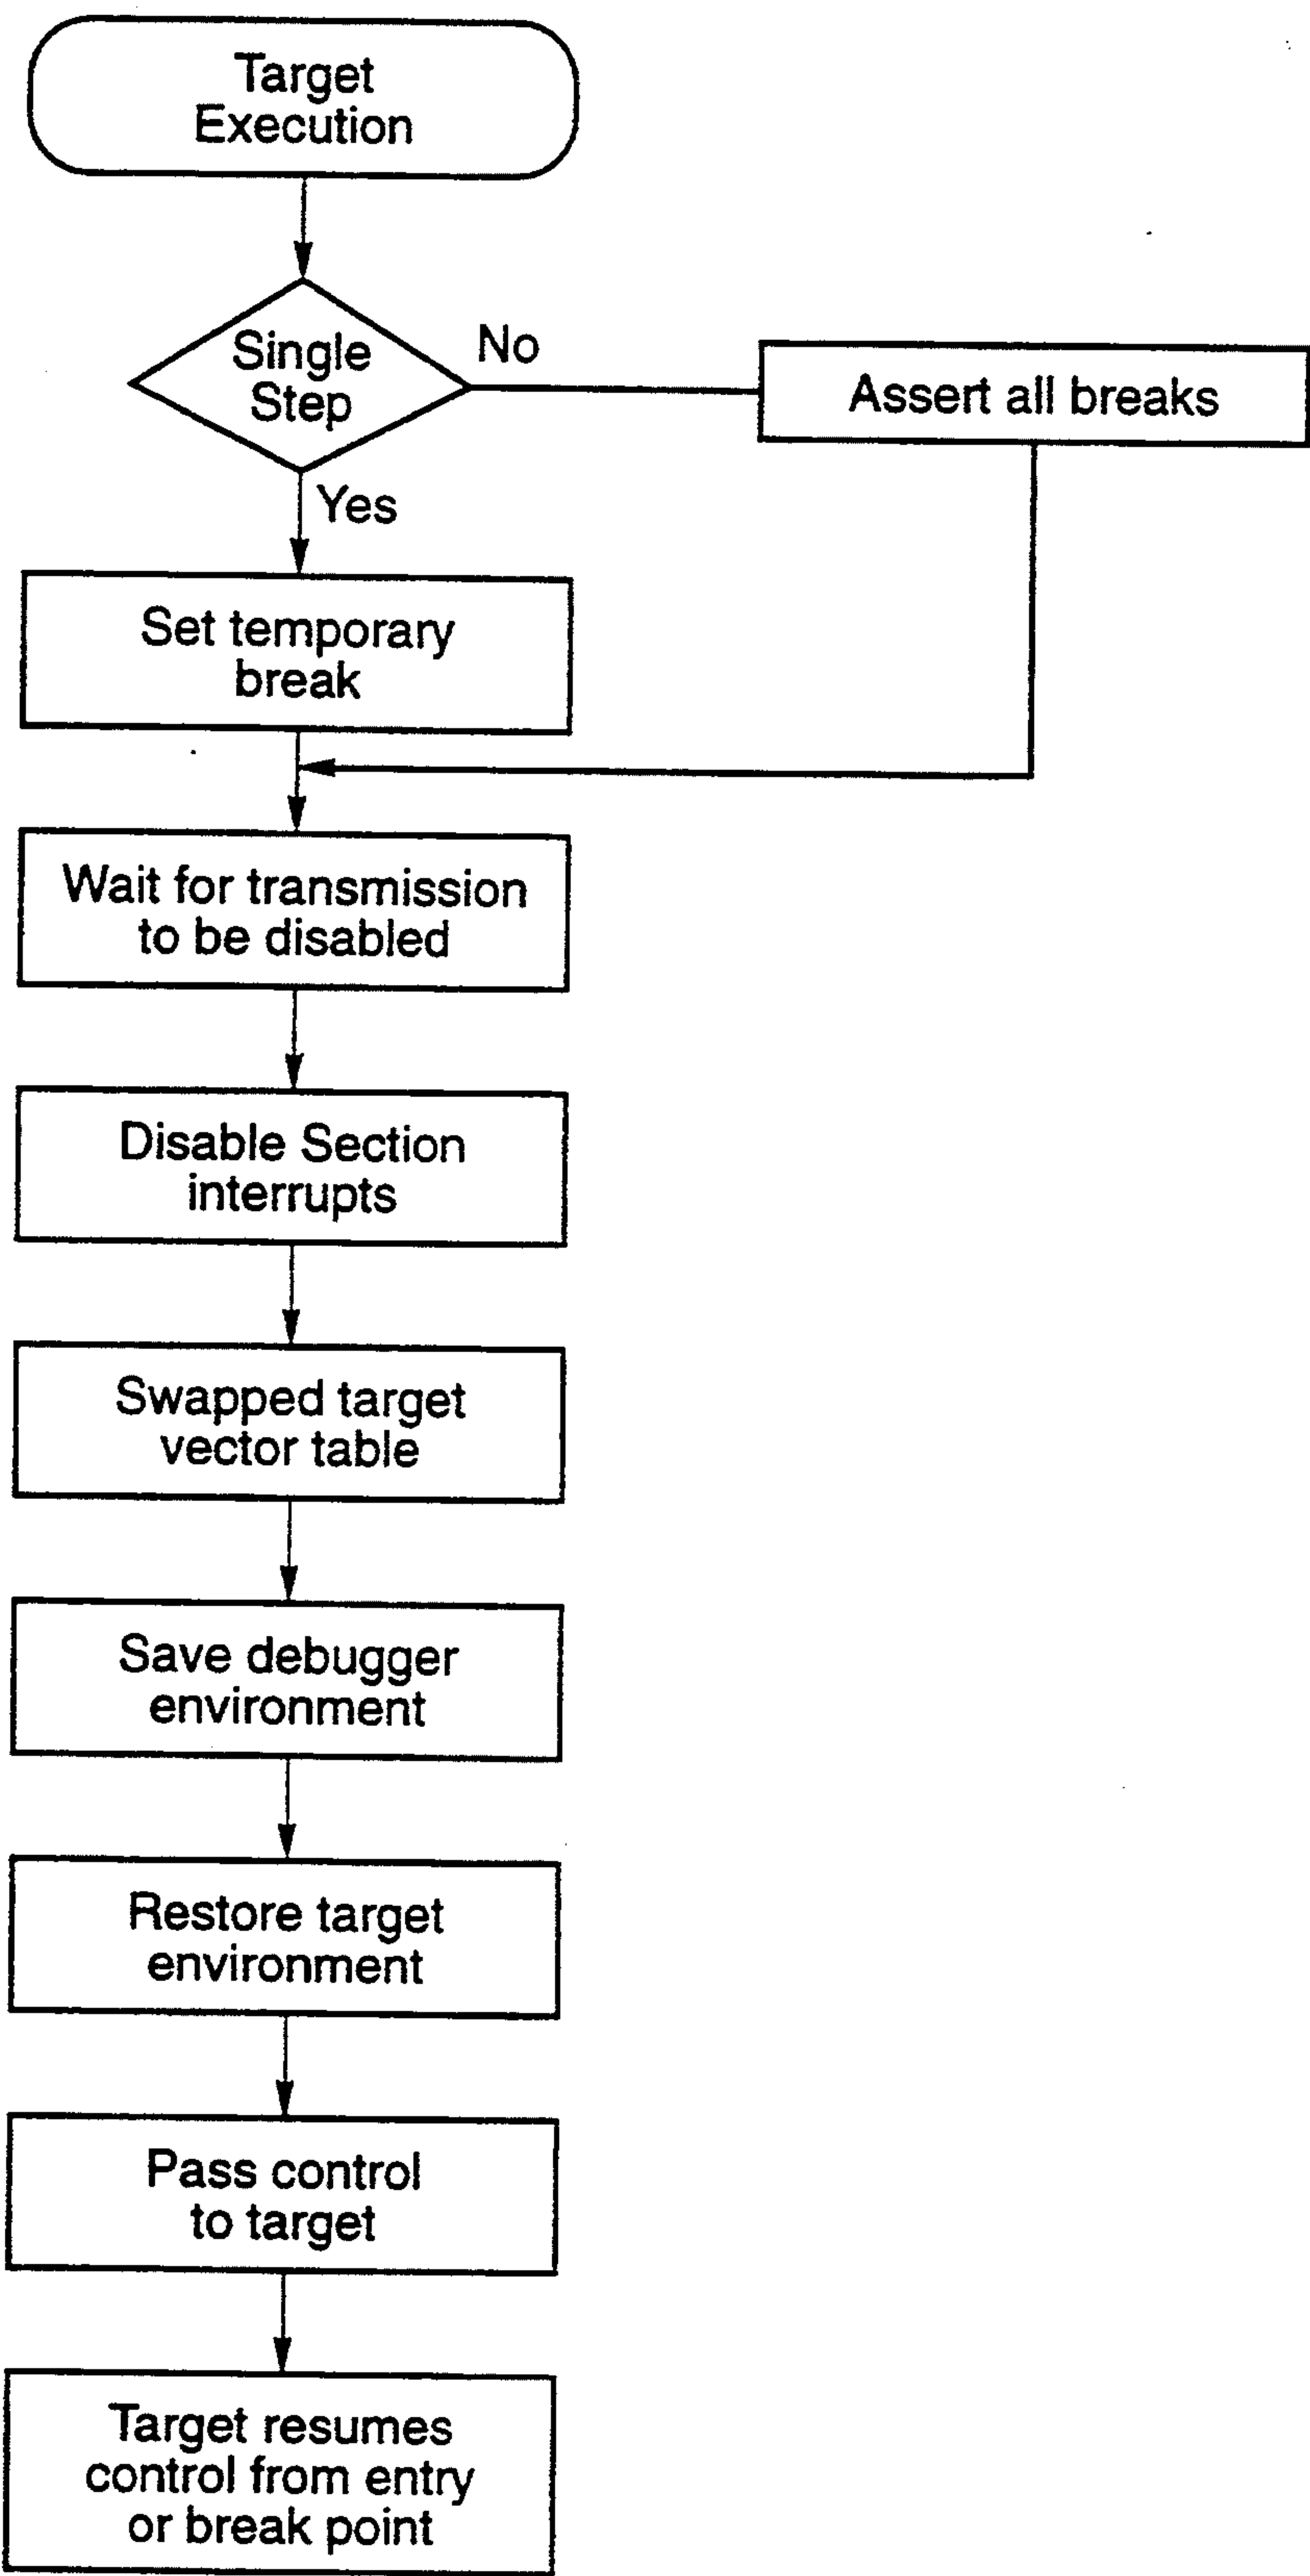 Target
Execution
Single
Step
No
Assert all breaks
Yes
Set temporary
break
Wait for transmission
to be disabled
Disable Section
interrupts
Swapped target
vector table
Save debugger
environment
Restore target
environment
Pass control
to target
Target resumes
control from entry
or break point